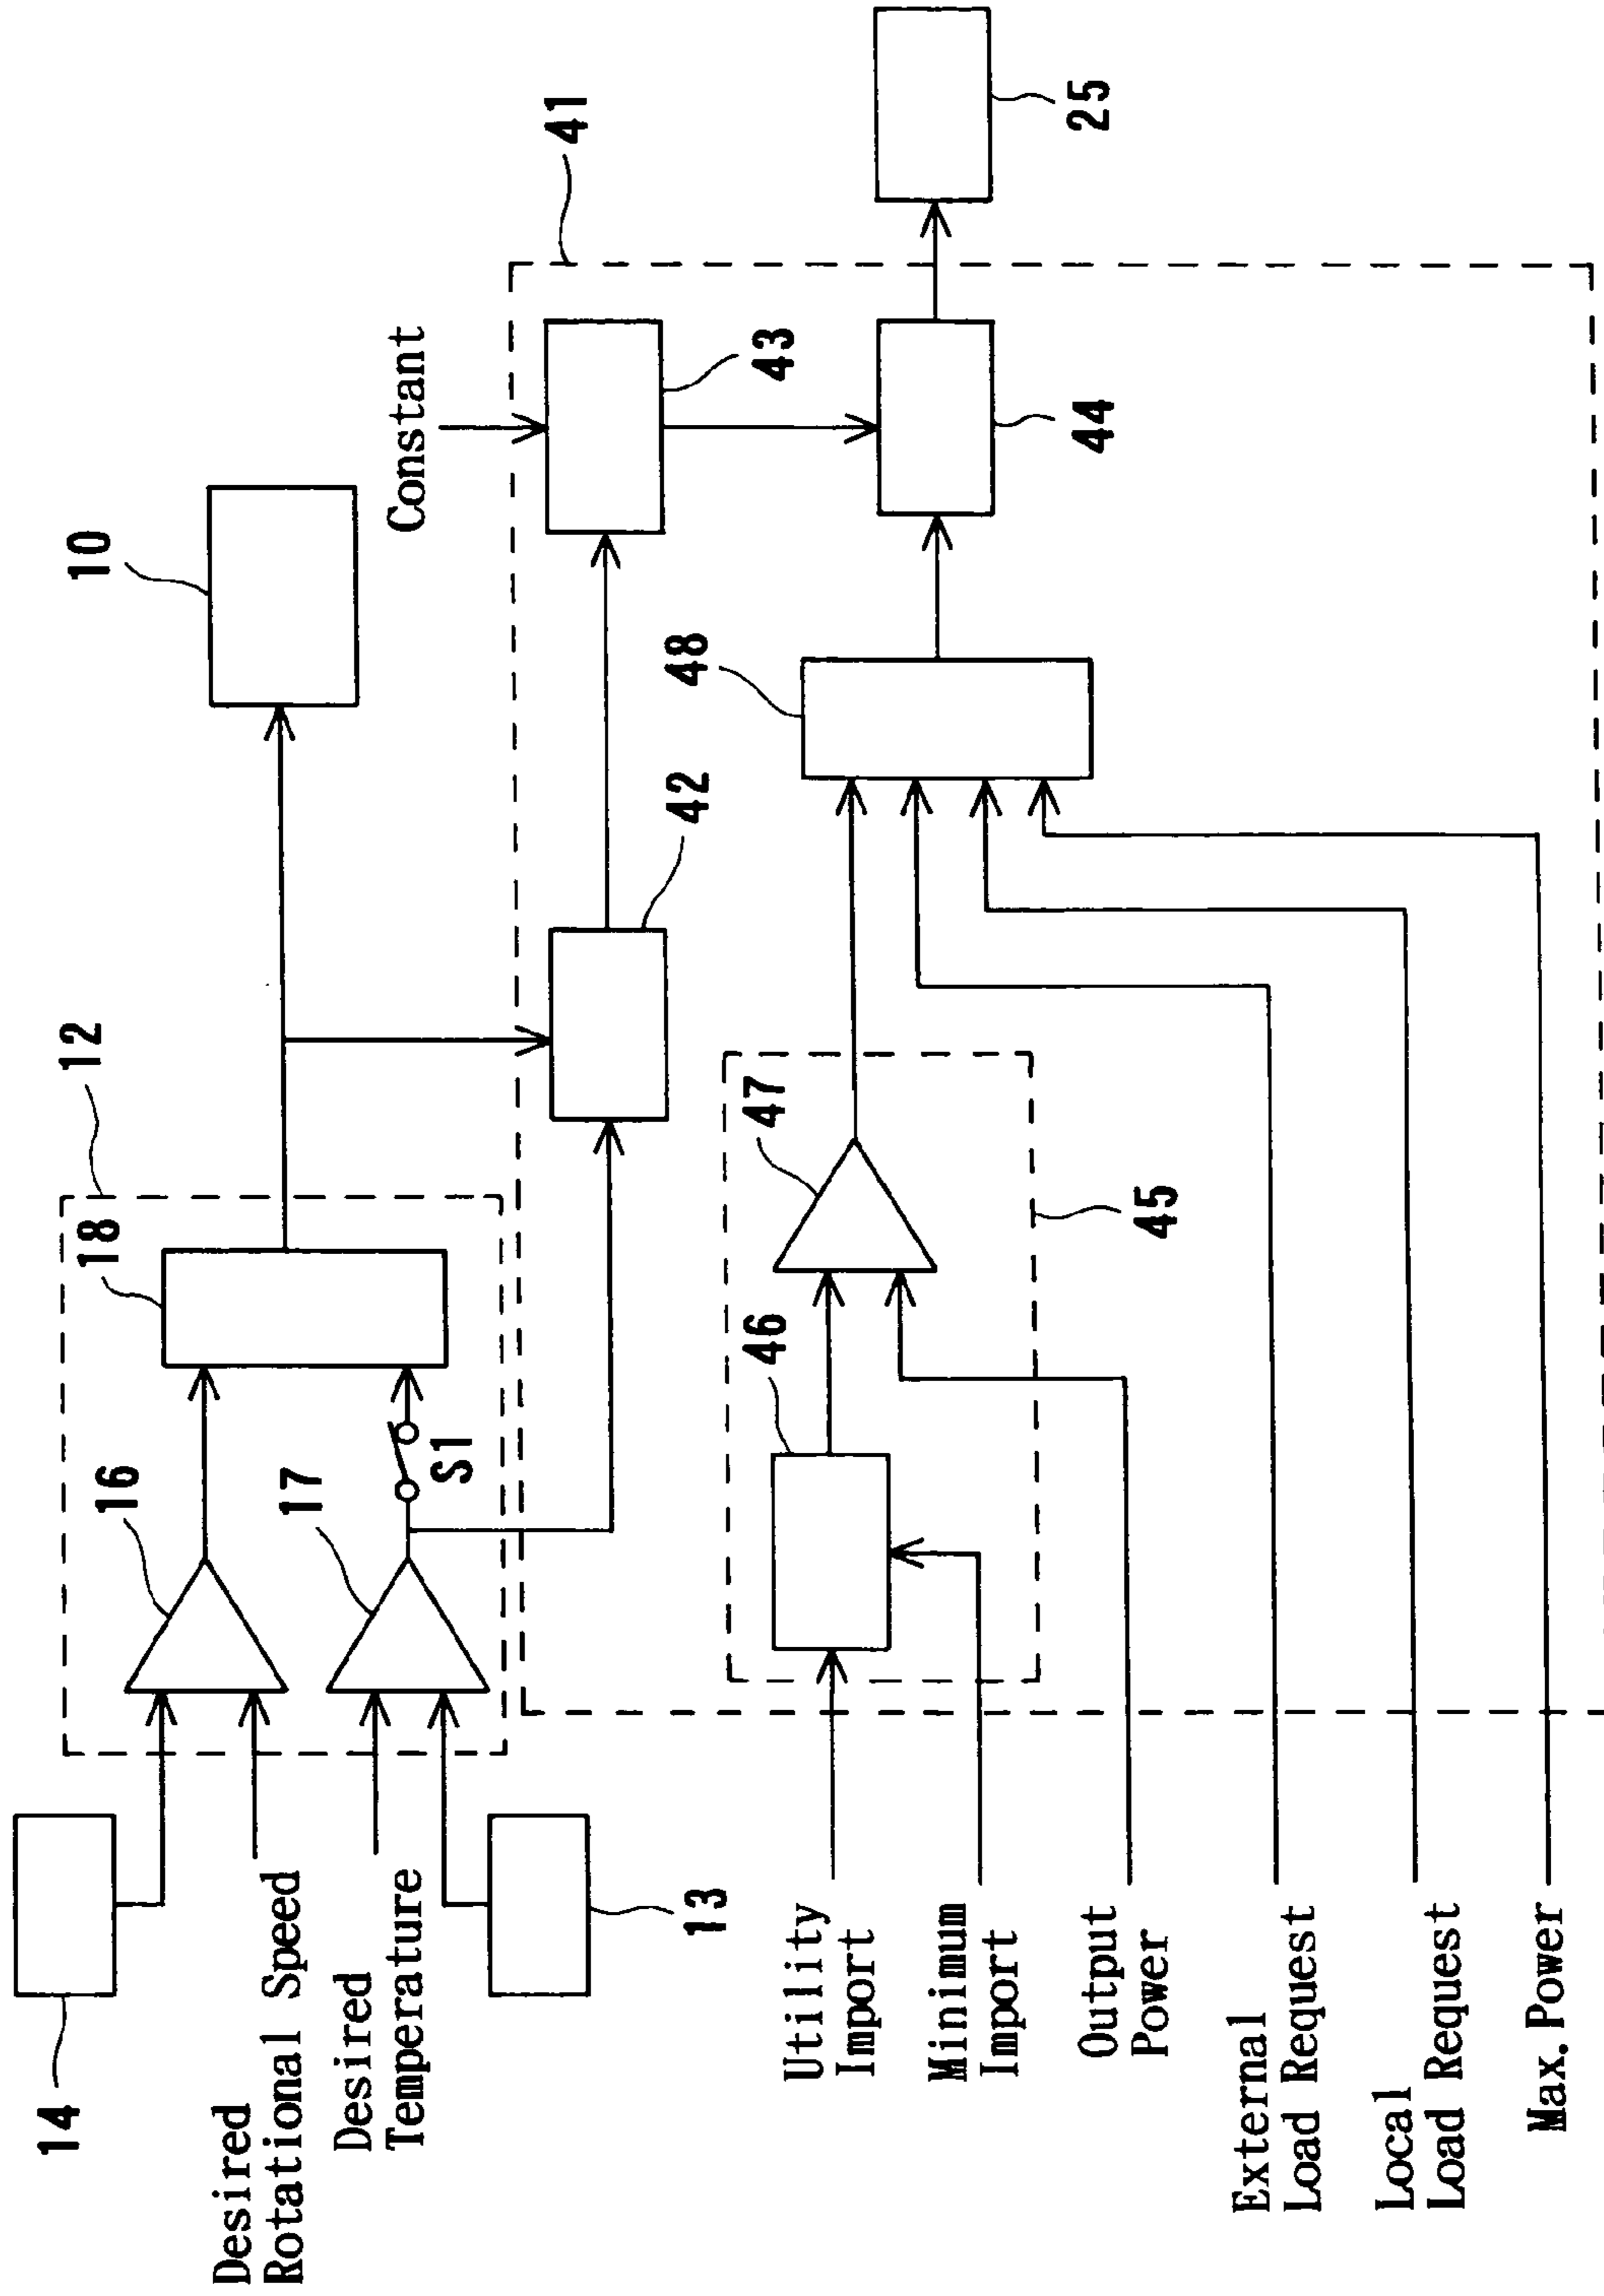 14
Desired
Rotational Speed
Desired
Temperature
13
16
17
S1
18
12
10
Constant
41
42
43
44
25
Utility
Import
Minimum
Import
Output
Power
46
47
45
48
External
Load Request
Local
Load Request
Max. Power